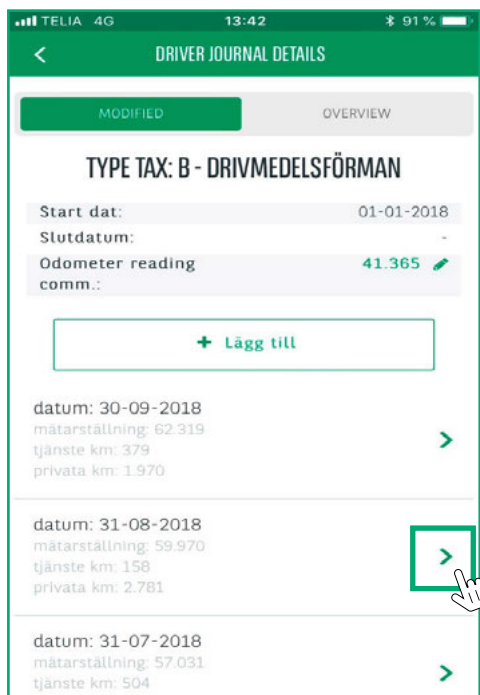 TELIA 4G 13:42 91 %
DRIVER JOURNAL DETAILS
MODIFIED OVERVIEW
TYPE TAX: B - DRIVMEDELSFÖRMAN
Start dat: 01-01-2018
Slutdatum: -
Odometer reading 41.365
comm.:
+ Lägg till
datum: 30-09-2018
mätarställning: 62.319
tjänste km: 379
privata km: 1.970
datum: 31-08-2018
mätarställning: 59.970
tjänste km: 158
privata km: 2.781
datum: 31-07-2018
mätarställning: 57.031
tjänste km: 504